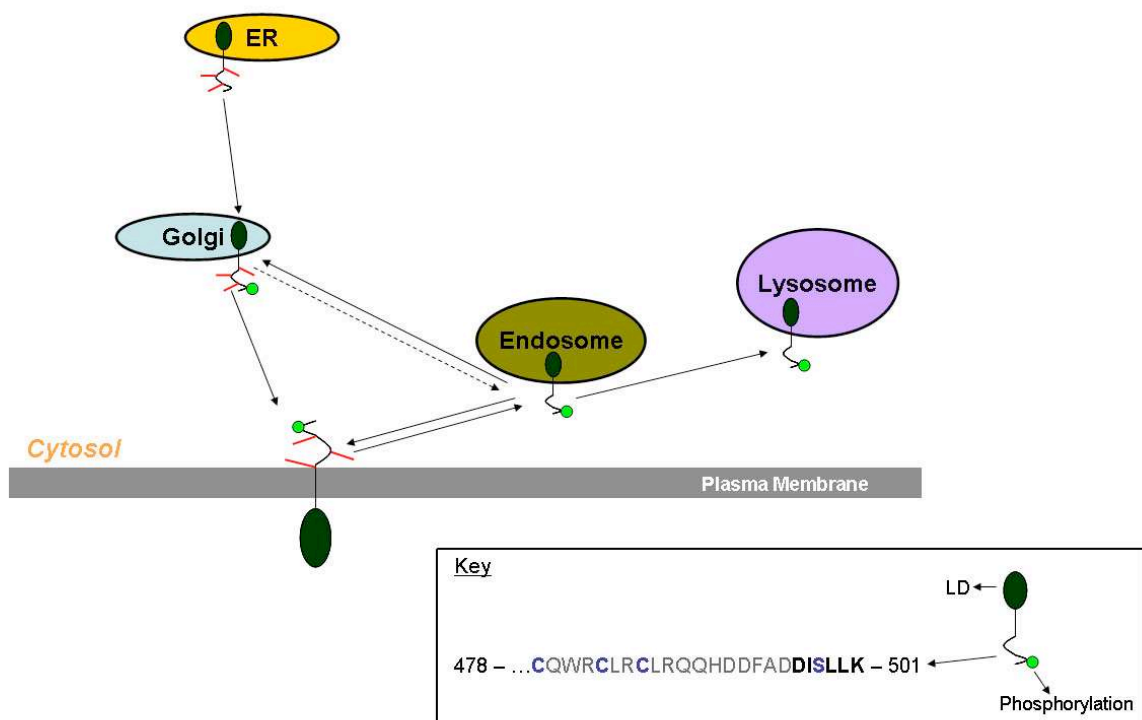 ER
Golgi
Lysosome
Endosome
Cytosol
Plasma Membrane
Key
LD
478 – ...CQWRCLRCLRQQHDDFADDISLLK – 501
Phosphorylation